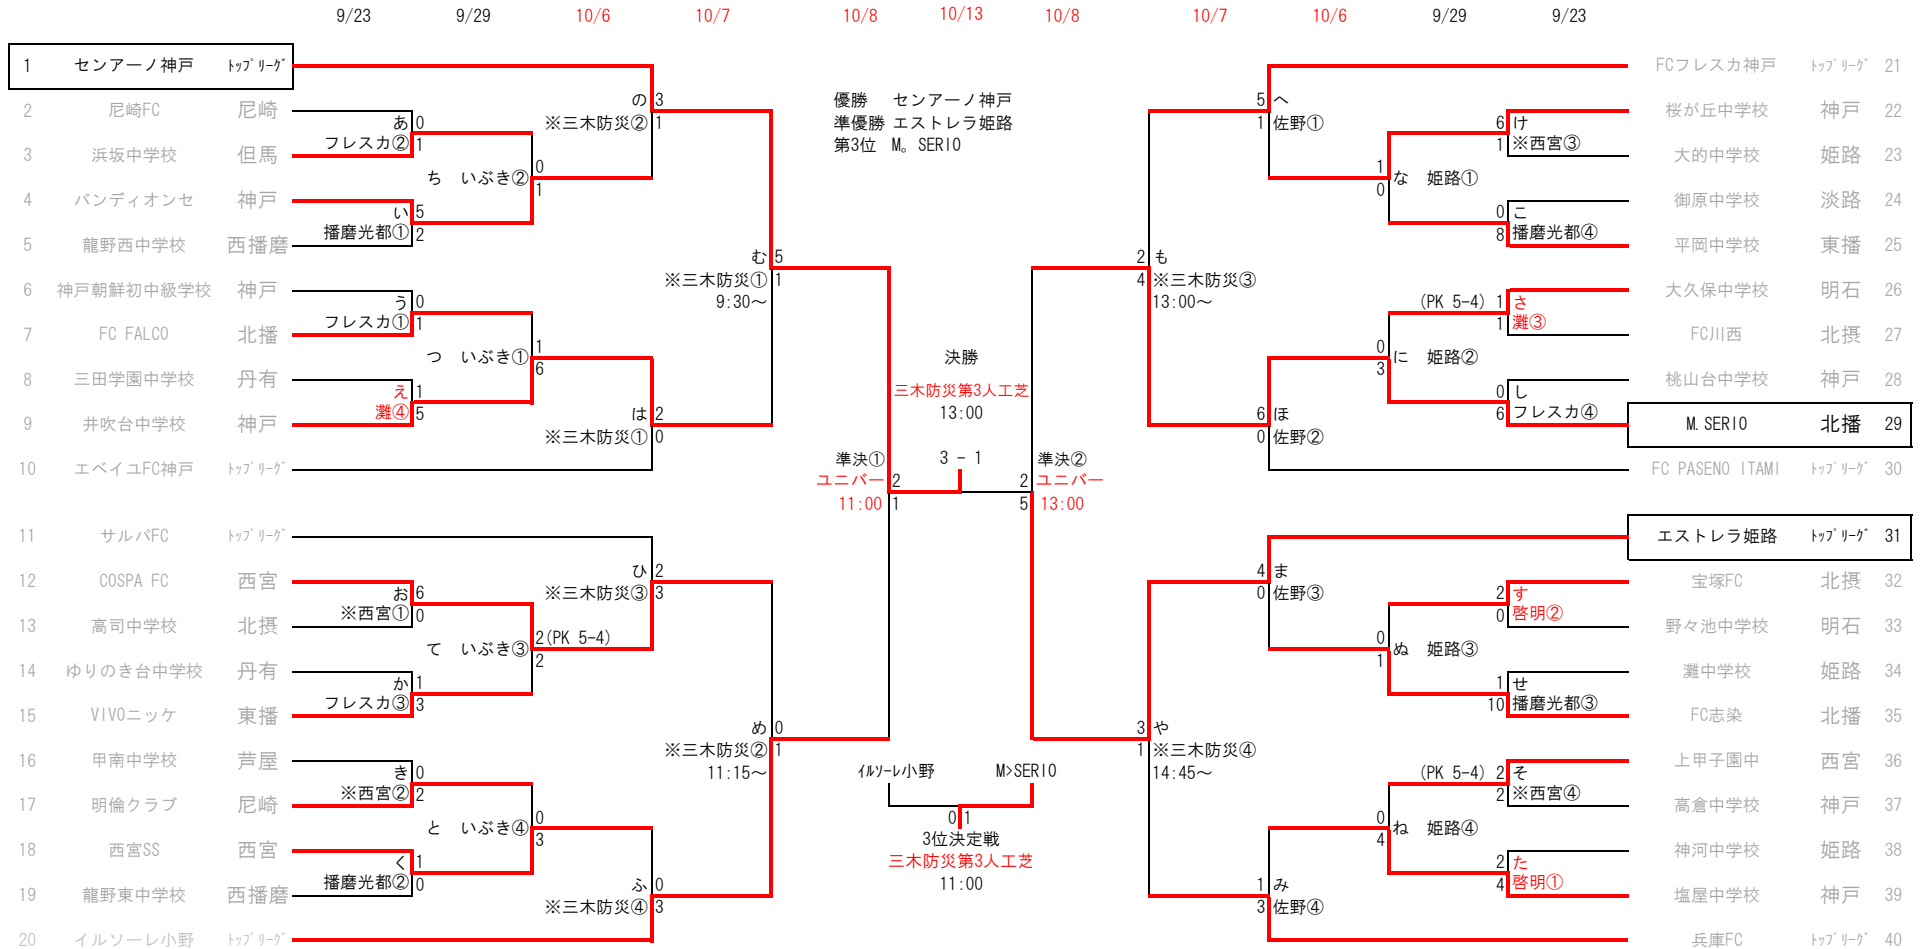 9/23 9/29 10/6 10/7 10/8 10/13 10/8 10/7 10/6 9/29 9/23
1 センアーノ神戸 ﾄｯﾌﾟﾘｰｸﾞ
FCフレスカ神戸 ﾄｯﾌﾟﾘｰｸﾞ 21
優勝 センアーノ神戸
準優勝 エストレラ姫路
第3位 M。SERIO
2 尼崎FC 尼崎
の 3
※三木防災② 1
5 へ
1 佐野①
桜が丘中学校 神戸 22
あ 0
フレスカ② 1
6 け
1 ※西宮③
3 浜坂中学校 但馬
大的中学校 姫路 23
ち いぶき② 0
1
1
0 な 姫路①
4 バンディオンセ 神戸
御原中学校 淡路 24
い 5
播磨光都① 2
0 こ
8 播磨光都④
5 龍野西中学校 西播磨
平岡中学校 東播 25
む 5
※三木防災① 1
9:30～
2 も
4 ※三木防災③
13:00～
6 神戸朝鮮初中級学校 神戸
大久保中学校 明石 26
う 0
フレスカ① 1
(PK 5-4) 1 さ
1 灘③
7 FC FALCO 北播
FC川西 北摂 27
つ いぶき① 1
6
0
3 に 姫路②
決勝
三木防災第3人工芝
13:00
3 - 1
8 三田学園中学校 丹有
桃山台中学校 神戸 28
え 1
灘④ 5
0 し
6 フレスカ④
9 井吹台中学校 神戸
M.SERIO 北播 29
は 2
※三木防災① 0
6 ほ
0 佐野②
10 エベイユFC神戸 ﾄｯﾌﾟﾘｰｸﾞ
FC PASENO ITAMI ﾄｯﾌﾟﾘｰｸﾞ 30
準決①
ユニバー 2
11:00 1
準決②
2 ユニバー
5 13:00
11 サルパFC ﾄｯﾌﾟﾘｰｸﾞ
エストレラ姫路 ﾄｯﾌﾟﾘｰｸﾞ 31
12 COSPA FC 西宮
ひ 2
※三木防災③ 3
4 ま
0 佐野③
宝塚FC 北摂 32
お 6
※西宮① 0
2 す
0 啓明②
13 高司中学校 北摂
野々池中学校 明石 33
て いぶき③ 2(PK 5-4)
2
0
1 ぬ 姫路③
14 ゆりのき台中学校 丹有
灘中学校 姫路 34
か 1
フレスカ③ 3
1 せ
10 播磨光都③
15 VIVOニッケ 東播
FC志染 北播 35
め 0
※三木防災② 1
11:15～
3 や
1 ※三木防災④
14:45～
16 甲南中学校 芦屋
上甲子園中 西宮 36
き 0
※西宮② 2
(PK 5-4) 2 そ
2 ※西宮④
ｲﾙｿｰﾚ小野 M>SERIO
0 1
3位決定戦
三木防災第3人工芝
11:00
17 明倫クラブ 尼崎
高倉中学校 神戸 37
と いぶき④ 0
3
0
4 ね 姫路④
18 西宮SS 西宮
神河中学校 姫路 38
く 1
播磨光都② 0
2 た
4 啓明①
19 龍野東中学校 西播磨
塩屋中学校 神戸 39
ふ 0
※三木防災④ 3
1 み
3 佐野④
20 イルソーレ小野 ﾄｯﾌﾟﾘｰｸﾞ
兵庫FC ﾄｯﾌﾟﾘｰｸﾞ 40